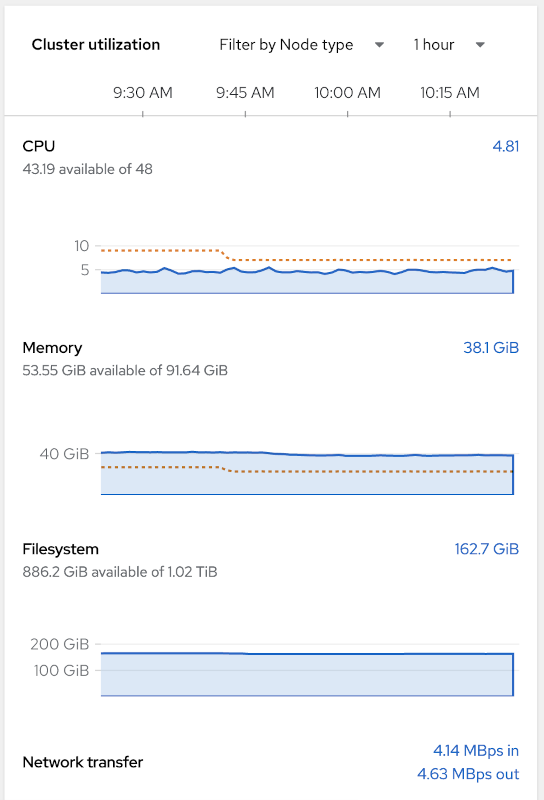 Cluster utilization Filter by Node type 1 hour
9:30 AM 9:45 AM 10:00 AM 10:15 AM
CPU 4.81
43.19 available of 48
10
5
Memory 38.1 GiB
53.55 GiB available of 91.64 GiB
40 GiB
Filesystem 162.7 GiB
886.2 GiB available of 1.02 TiB
200 GiB
100 GiB
4.14 MBps in
Network transfer
4.63 MBps out